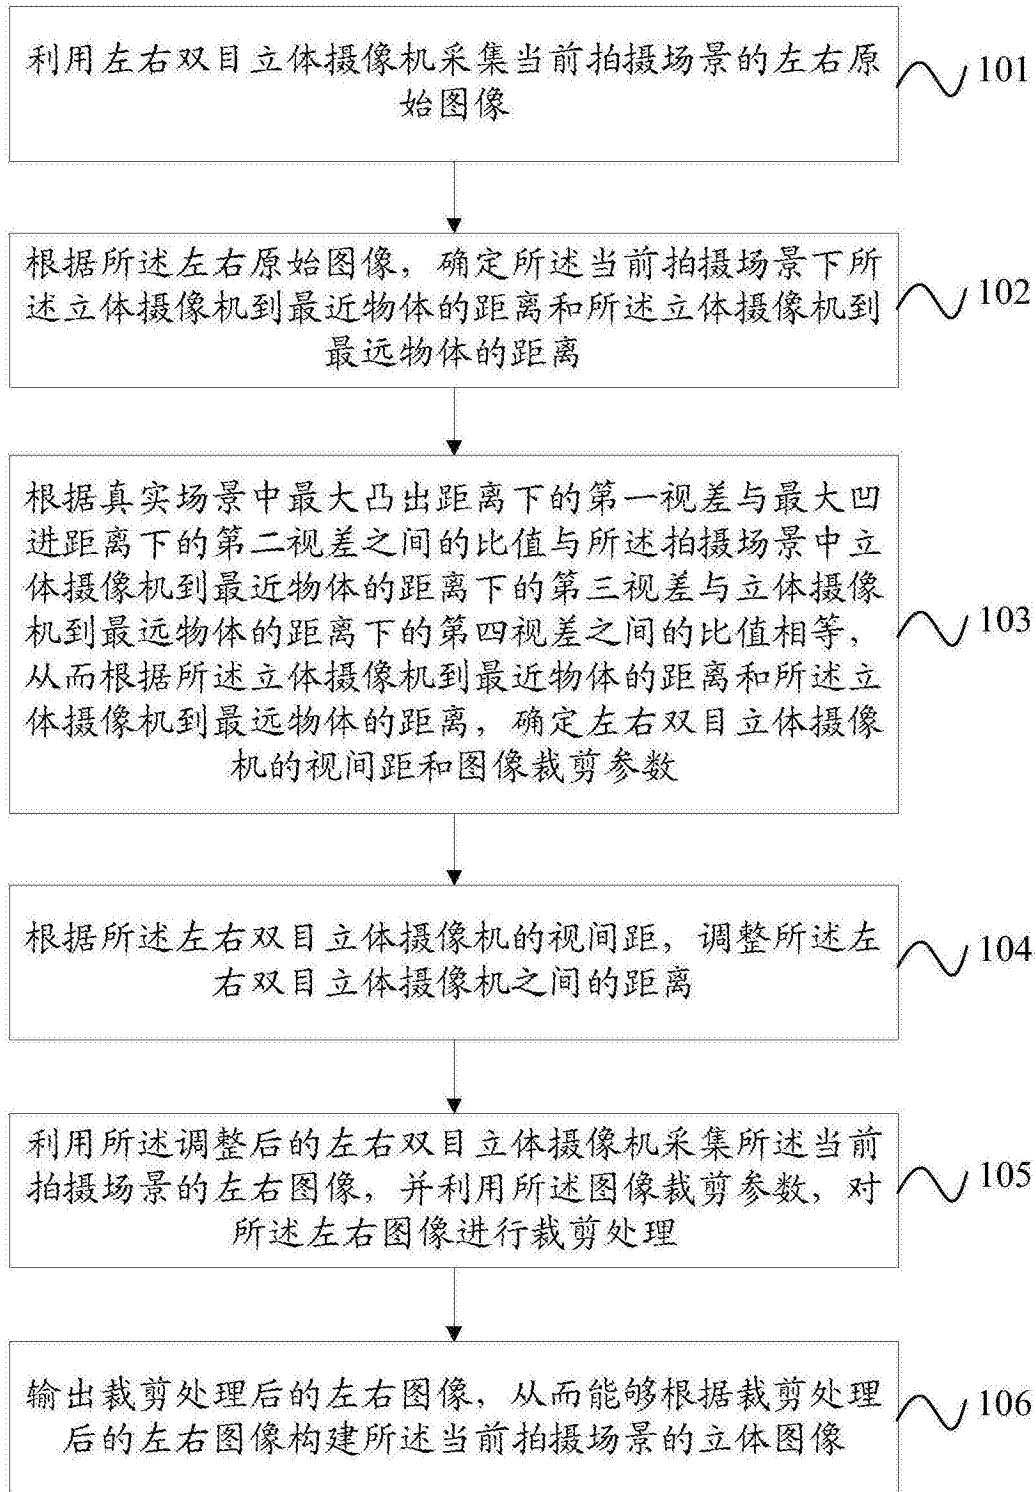 利用左右双目立体摄像机采集当前拍摄场景的左右原
始图像
101
根据所述左右原始图像，确定所述当前拍摄场景下所
述立体摄像机到最近物体的距离和所述立体摄像机到
最远物体的距离
102
根据真实场景中最大凸出距离下的第一视差与最大凹
进距离下的第二视差之间的比值与所述拍摄场景中立
体摄像机到最近物体的距离下的第三视差与立体摄像
机到最远物体的距离下的第四视差之间的比值相等，
从而根据所述立体摄像机到最近物体的距离和所述立
体摄像机到最远物体的距离，确定左右双目立体摄像
机的视间距和图像裁剪参数
103
根据所述左右双目立体摄像机的视间距，调整所述左
右双目立体摄像机之间的距离
104
利用所述调整后的左右双目立体摄像机采集所述当前
拍摄场景的左右图像，并利用所述图像裁剪参数，对
所述左右图像进行裁剪处理
105
输出裁剪处理后的左右图像，从而能够根据裁剪处理
后的左右图像构建所述当前拍摄场景的立体图像
106